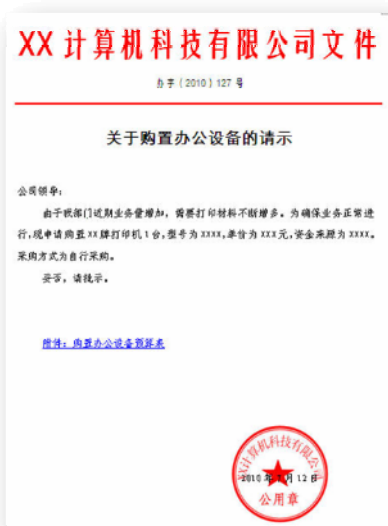 XX计算机科技有限公司文件
办字（2010）127号
关于购置办公设备的请示
公司领导：
由于我部门近期业务量增加，需要打印材料不断增多。为确保业务正常进
行，现申请购置XX牌打印机1台，型号为XXXX，单价为XXX元，资金来源为XXXX。
采购方式为自行采购。
妥否，请批示。
附件：购置办公设备预算表
XX计算机科技有限公司
2010年 月12日
公用章